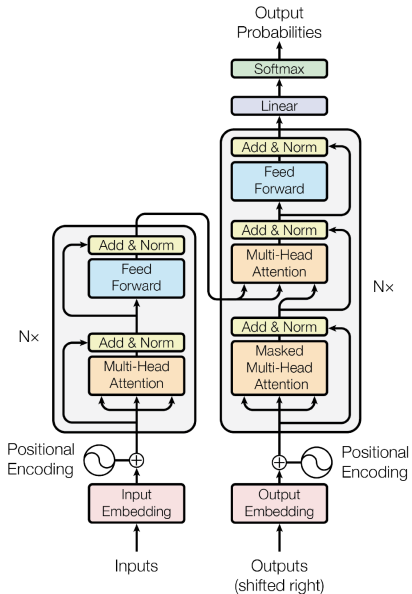 Output
Probabilities
Softmax
Linear
Add & Norm
Feed
Forward
Add & Norm
Multi-Head
Attention
Add & Norm
Masked
Multi-Head
Attention
N×
Positional
Encoding
Output
Embedding
Outputs
(shifted right)
Add & Norm
Feed
Forward
Add & Norm
Multi-Head
Attention
N×
Positional
Encoding
Input
Embedding
Inputs